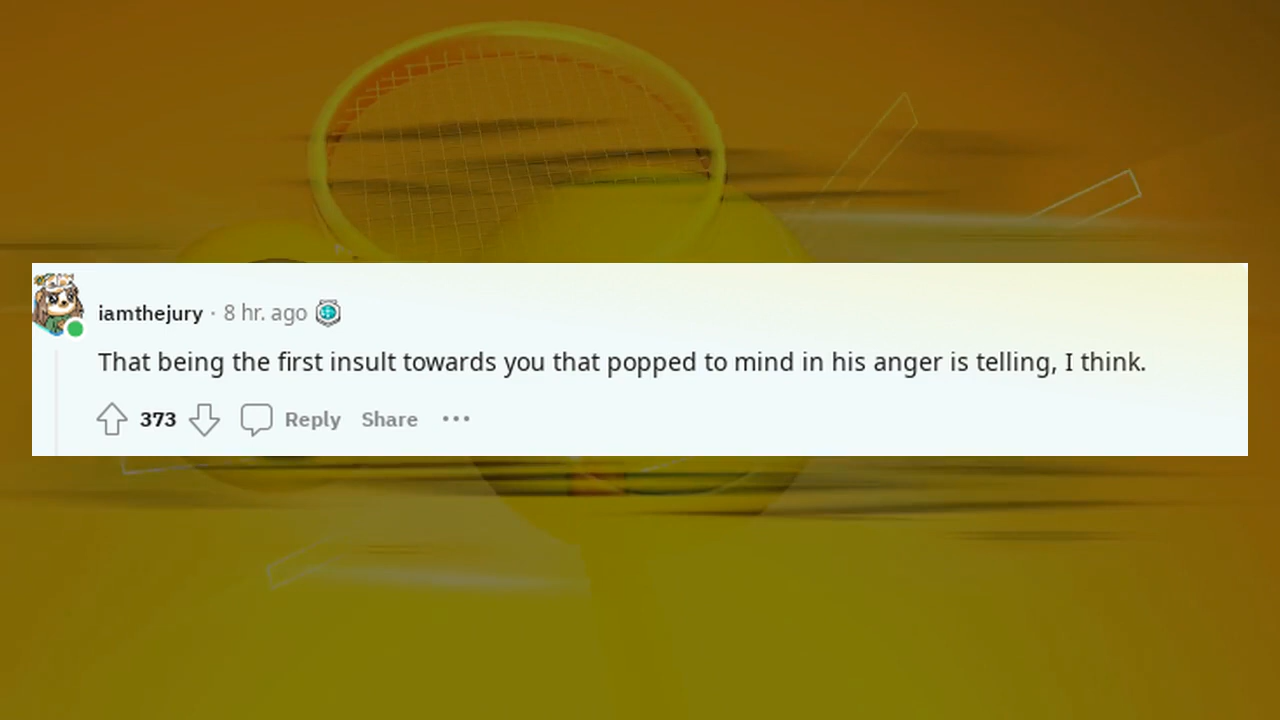 iamthejury · 8 hr. ago
That being the first insult towards you that popped to mind in his anger is telling, I think.
373 Reply Share ···